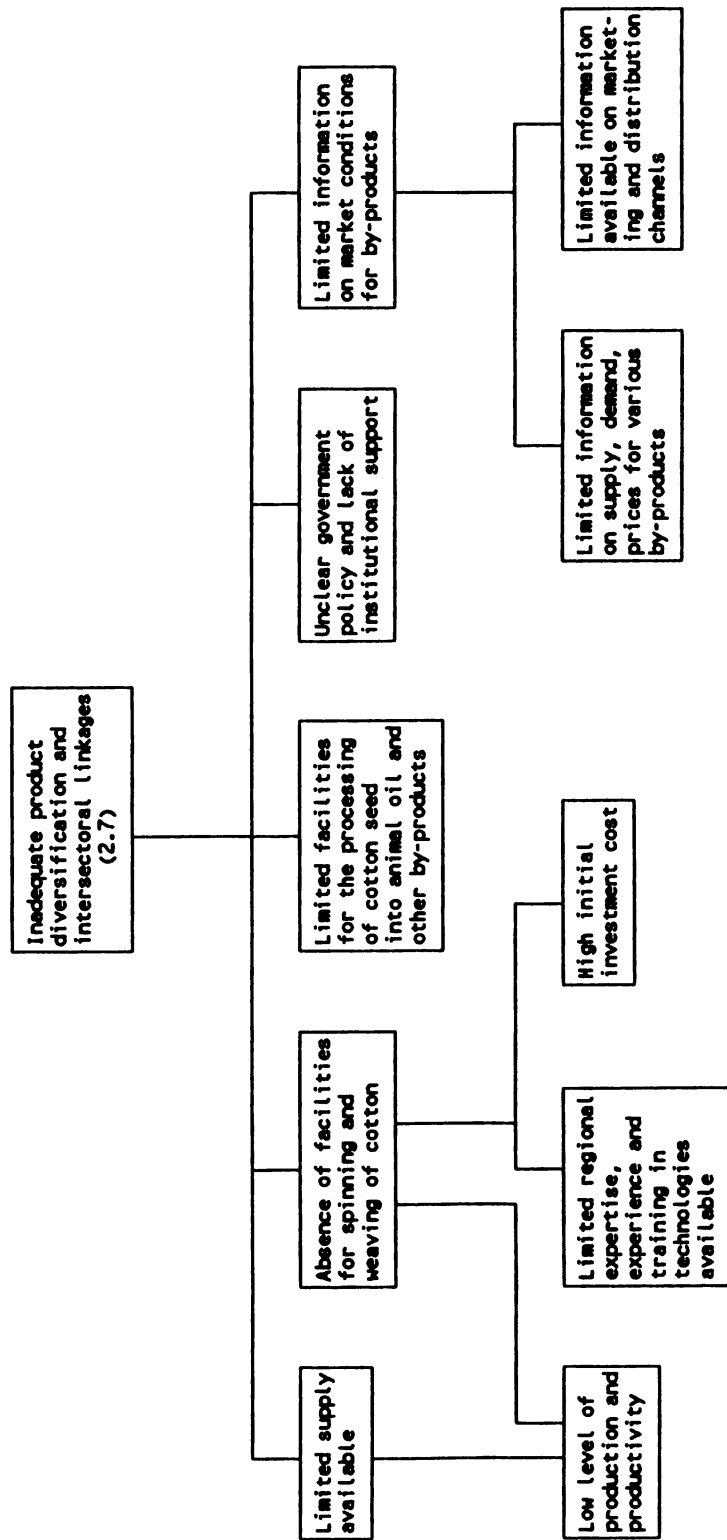 Inadequate product
diversification and
intersectoral linkages
(2.7)
Limited supply
available
Absence of facilities
for spinning and
weaving of cotton
Limited facilities
for the processing
of cotton seed
into animal oil and
other by-products
Unclear government
policy and lack of
institutional support
Limited information
on market conditions
for by-products
Low level of
production and
productivity
Limited regional
expertise,
experience and
training in
technologies
available
High initial
investment cost
Limited information
on supply, demand,
prices for various
by-products
Limited information
available on market-
ing and distribution
channels